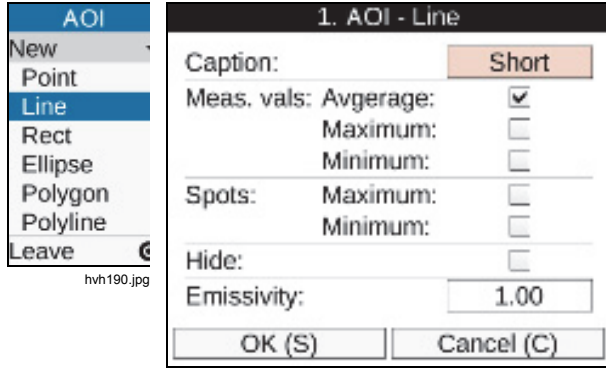 AOI
New
Point
Line
Rect
Ellipse
Polygon
Polyline
Leave
hvh190.jpg
1. AOI - Line
Caption: Short
Meas. vals: Avgerage:
Maximum:
Minimum:
Spots: Maximum:
Minimum:
Hide:
Emissivity: 1.00
OK (S) Cancel (C)